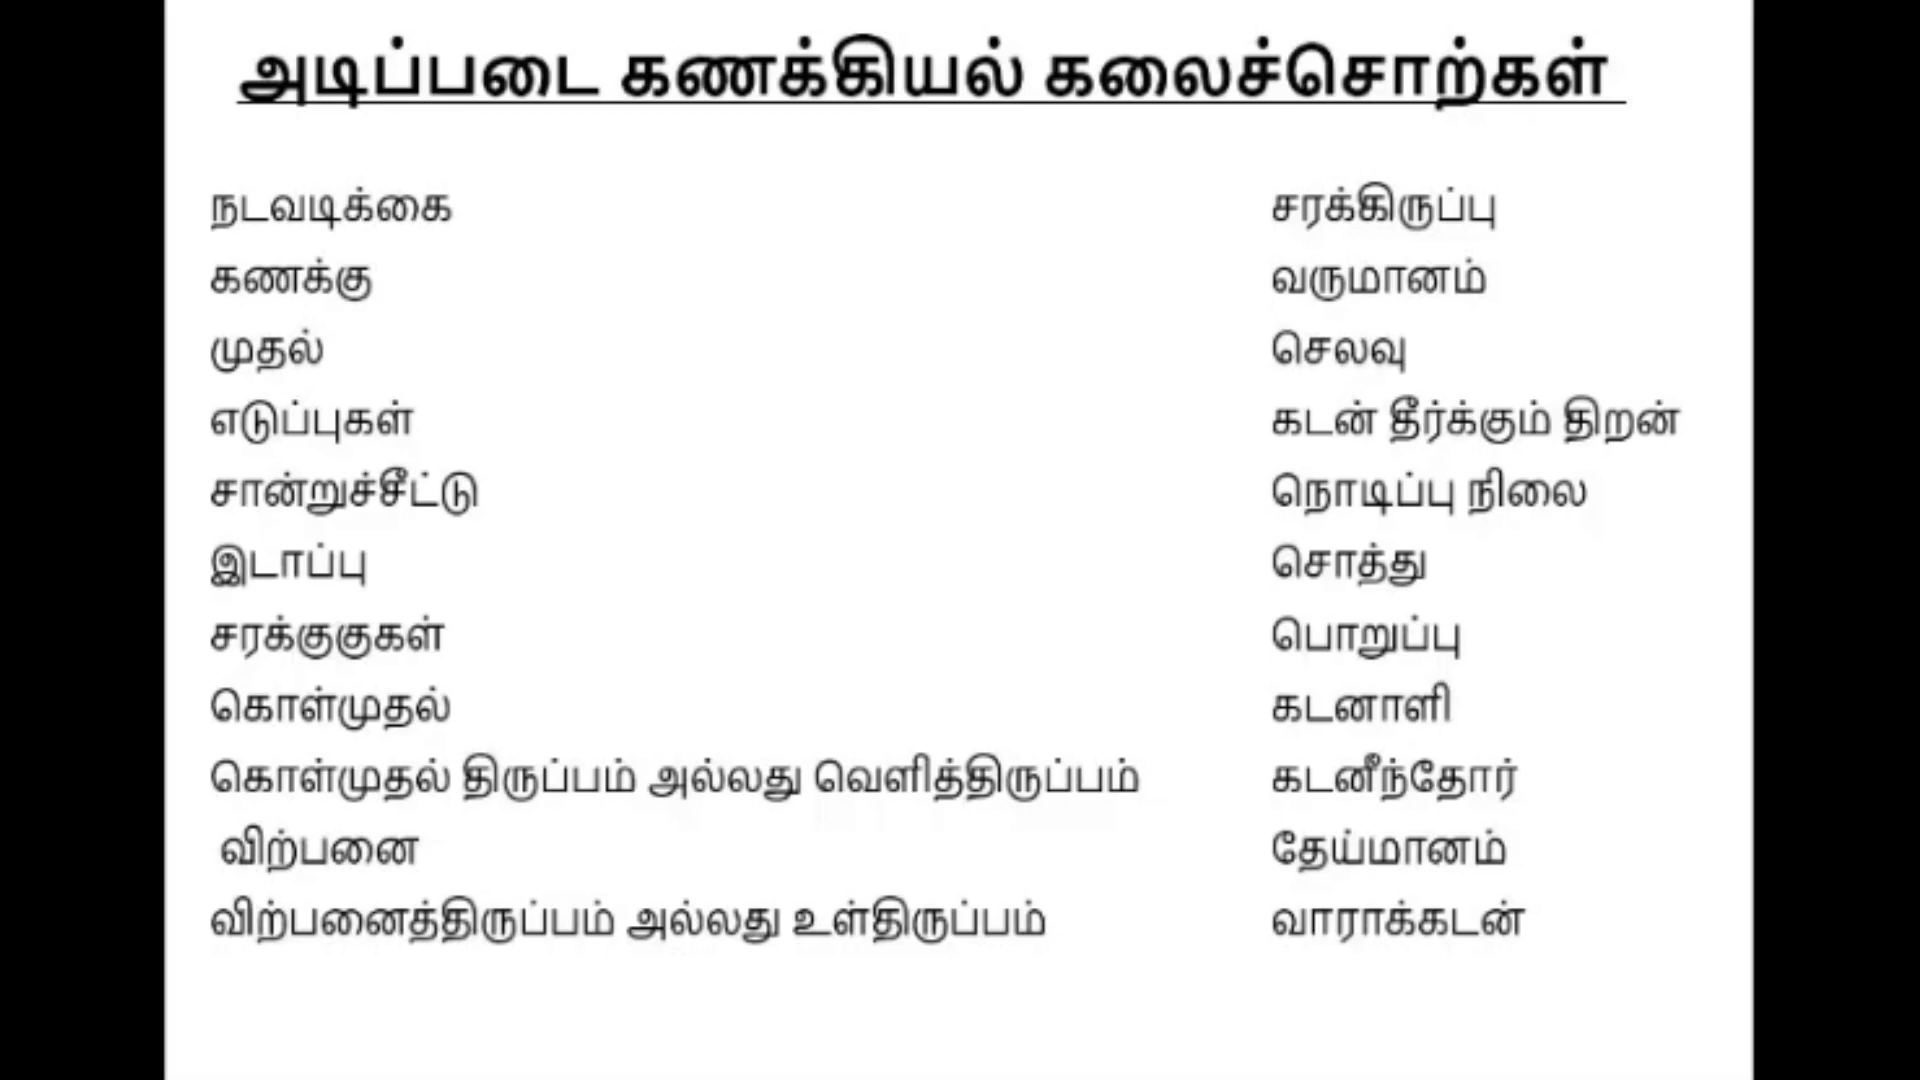 அடிப்படை கணக்கியல் கலைச்சொற்கள்
நடவடிக்கை
கணக்கு
முதல்
எடுப்புகள்
சான்றுச்சீட்டு
இடாப்பு
சரக்குகுகள்
கொள்முதல்
கொள்முதல் திருப்பம் அல்லது வெளித்திருப்பம்
விற்பனை
விற்பனைத்திருப்பம் அல்லது உள்திருப்பம்
சரக்கிருப்பு
வருமானம்
செலவு
கடன் தீர்க்கும் திறன்
நொடிப்பு நிலை
சொத்து
பொறுப்பு
கடனாளி
கடனீந்தோர்
தேய்மானம்
வாராக்கடன்